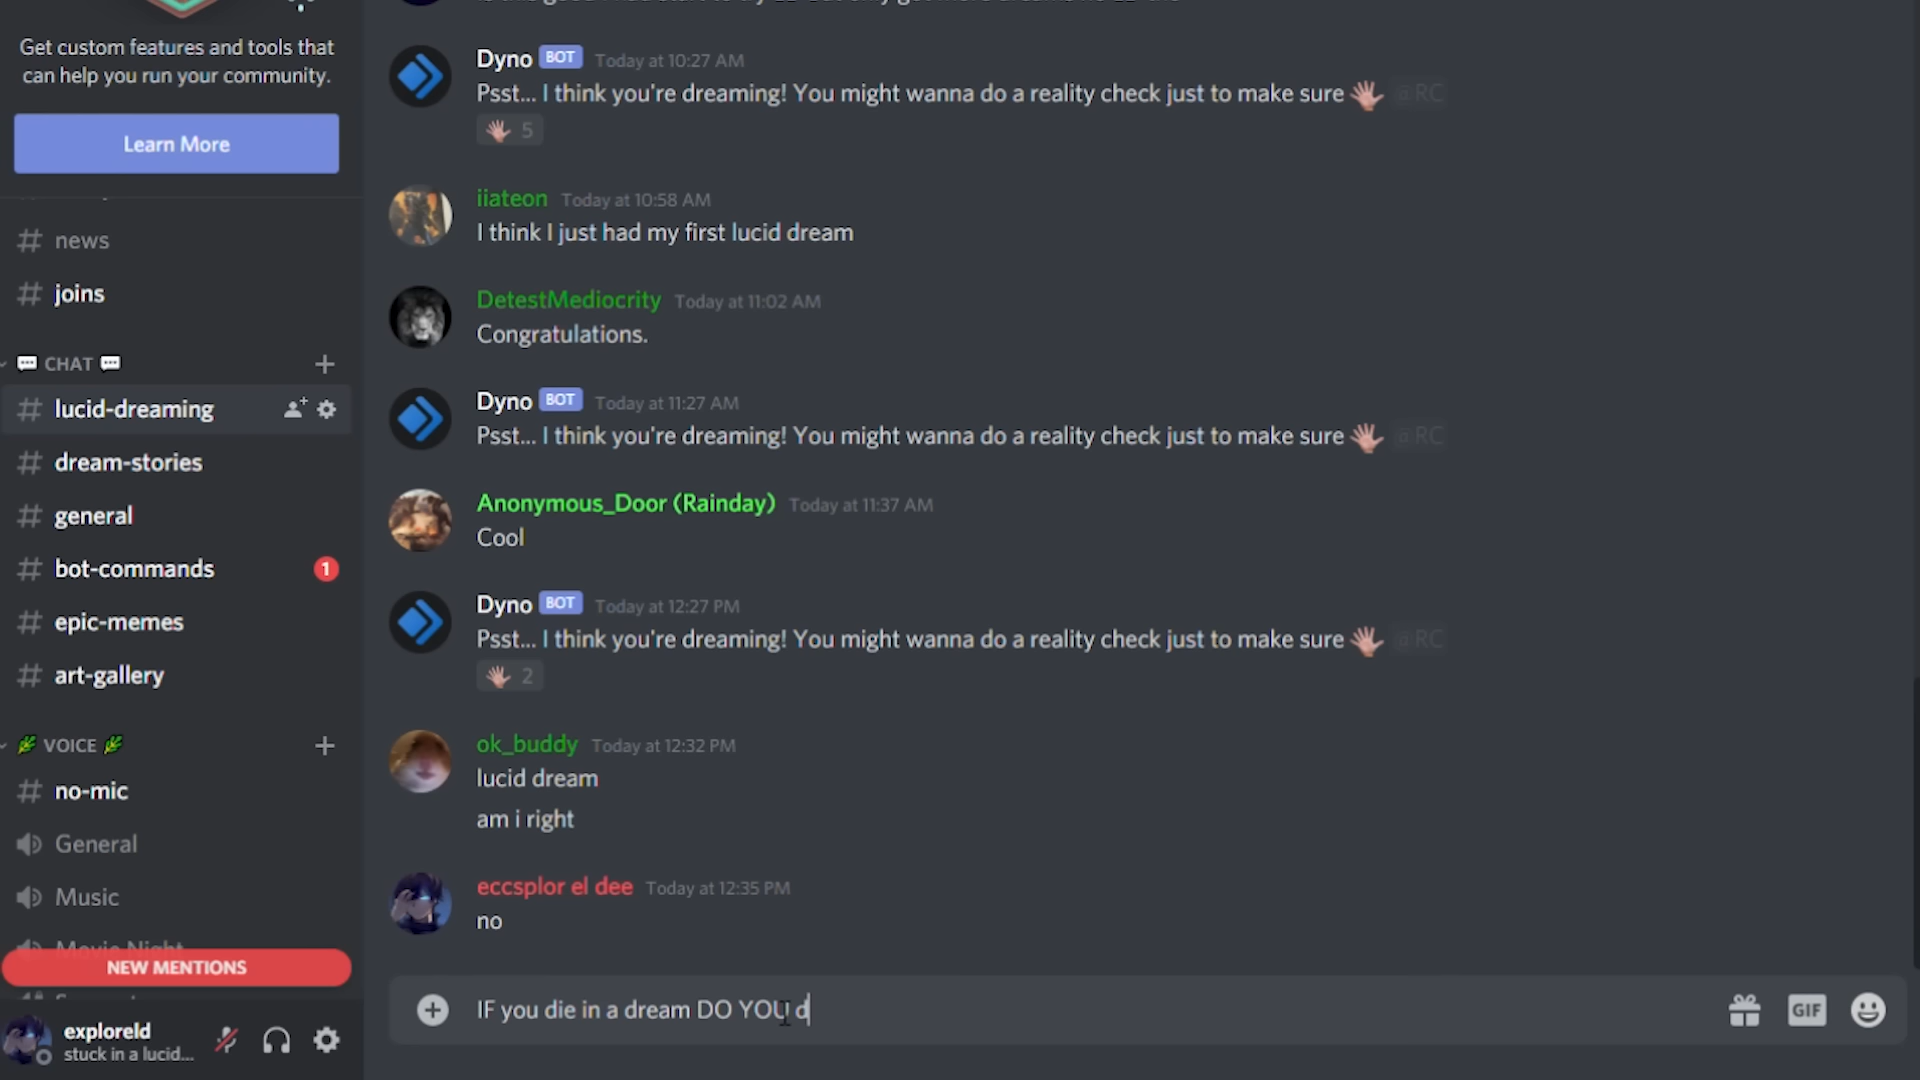 Get custom features and tools that
can help you run your community.
Learn More
# news
# joins
CHAT
# lucid-dreaming
# dream-stories
# general
# bot-commands 1
# epic-memes
# art-gallery
VOICE
# no-mic
General
Music
Movie Night
NEW MENTIONS
exploreld
stuck in a lucid...
Dyno BOT Today at 10:27 AM
Psst... I think you're dreaming! You might wanna do a reality check just to make sure @RC
5
iiateon Today at 10:58 AM
I think I just had my first lucid dream
DetestMediocrity Today at 11:02 AM
Congratulations.
Dyno BOT Today at 11:27 AM
Psst... I think you're dreaming! You might wanna do a reality check just to make sure @RC
Anonymous_Door (Rainday) Today at 11:37 AM
Cool
Dyno BOT Today at 12:27 PM
Psst... I think you're dreaming! You might wanna do a reality check just to make sure @RC
2
ok_buddy Today at 12:32 PM
lucid dream
am i right
eccsplor el dee Today at 12:35 PM
no
IF you die in a dream DO YOU d
GIF